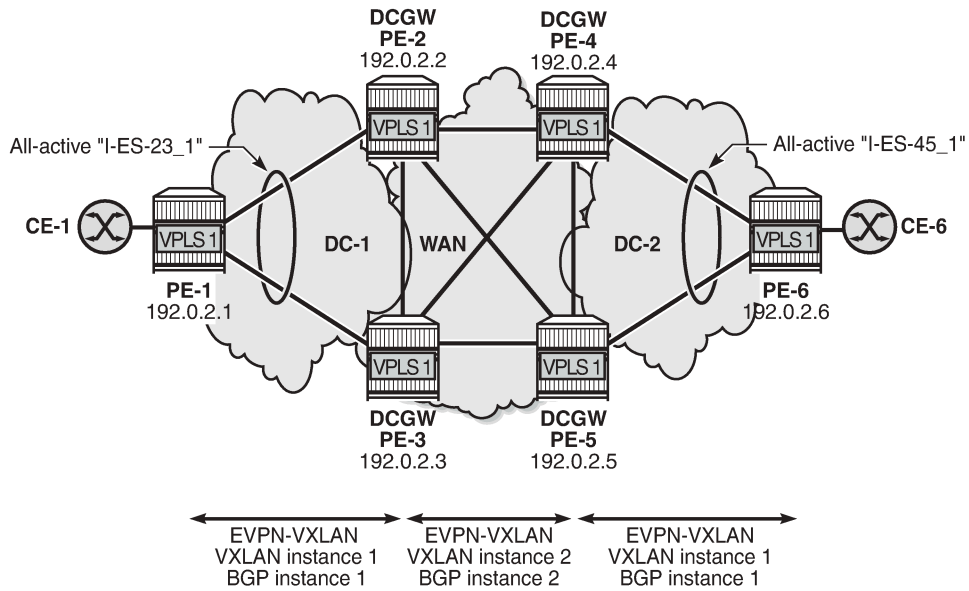 DCGW
PE-2
192.0.2.2
DCGW
PE-4
192.0.2.4
VPLS 1
VPLS 1
All-active "I-ES-23_1"
All-active "I-ES-45_1"
CE-1
VPLS 1
DC-1
WAN
DC-2
VPLS 1
CE-6
PE-1
192.0.2.1
PE-6
192.0.2.6
VPLS 1
VPLS 1
DCGW
PE-3
192.0.2.3
DCGW
PE-5
192.0.2.5
EVPN-VXLAN
VXLAN instance 1
BGP instance 1
EVPN-VXLAN
VXLAN instance 2
BGP instance 2
EVPN-VXLAN
VXLAN instance 1
BGP instance 1